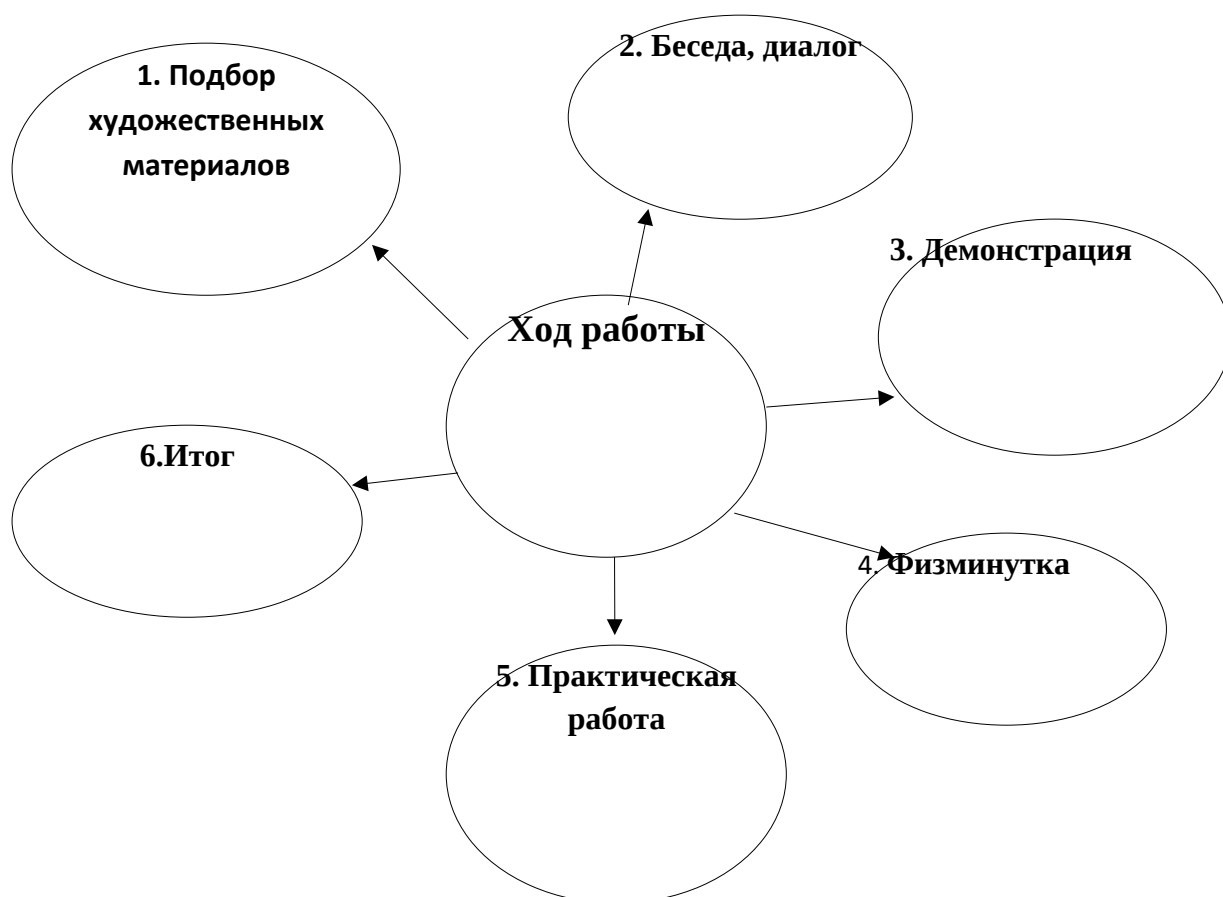 1. Подбор
художественных
материалов
2. Беседа, диалог
3. Демонстрация
Ход работы
6.Итог
4. Физминутка
5. Практическая
работа